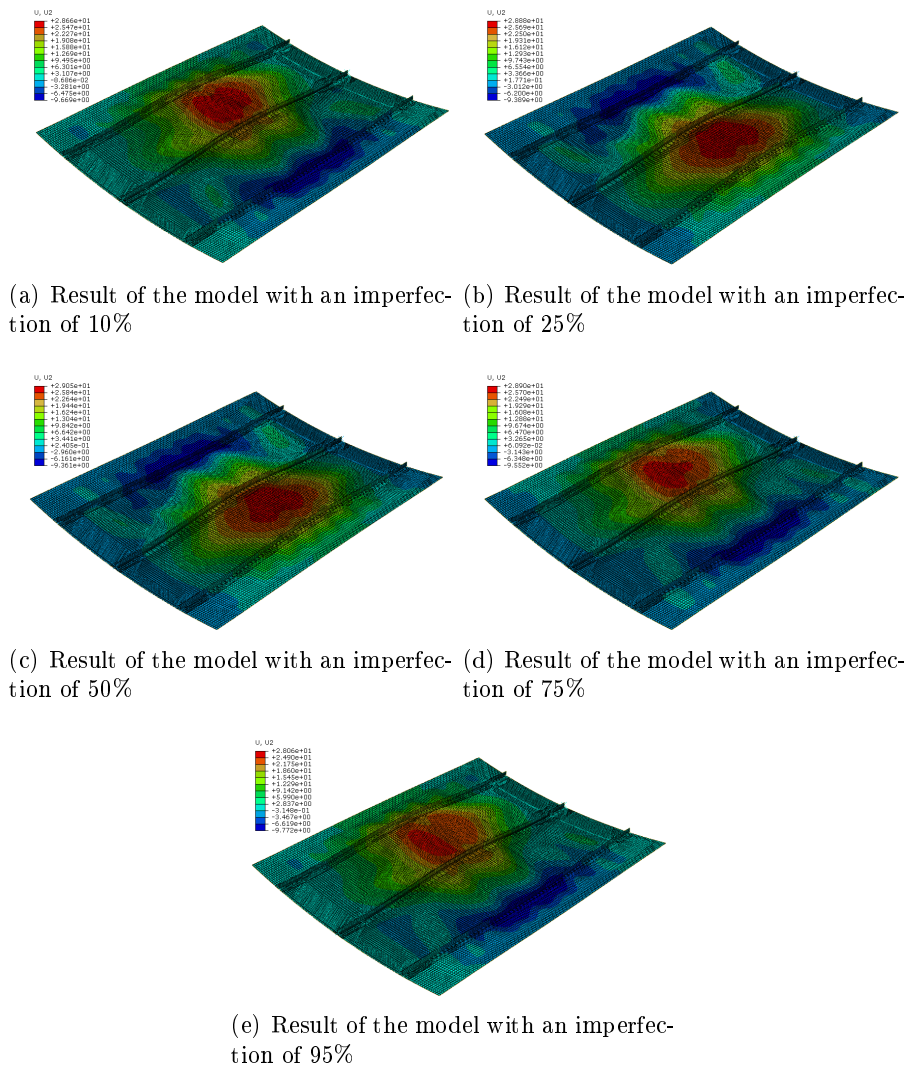 U, U2
+2.866e+01
+2.547e+01
+2.227e+01
+1.908e+01
+1.588e+01
+1.269e+01
+9.495e+00
+6.301e+00
+3.107e+00
-8.686e-02
-3.281e+00
-6.475e+00
-9.669e+00
U, U2
+2.888e+01
+2.569e+01
+2.250e+01
+1.931e+01
+1.612e+01
+1.293e+01
+9.743e+00
+6.554e+00
+3.366e+00
+1.771e-01
-3.012e+00
-6.200e+00
-9.389e+00
(a) Result of the model with an imperfec-
tion of 10%
(b) Result of the model with an imperfec-
tion of 25%
U, U2
+2.905e+01
+2.584e+01
+2.264e+01
+1.944e+01
+1.624e+01
+1.304e+01
+9.842e+00
+6.642e+00
+3.441e+00
+2.405e-01
-2.960e+00
-6.161e+00
-9.361e+00
U, U2
+2.890e+01
+2.570e+01
+2.249e+01
+1.929e+01
+1.608e+01
+1.288e+01
+9.674e+00
+6.470e+00
+3.265e+00
+6.092e-02
-3.143e+00
-6.348e+00
-9.552e+00
(c) Result of the model with an imperfec-
tion of 50%
(d) Result of the model with an imperfec-
tion of 75%
U, U2
+2.806e+01
+2.490e+01
+2.175e+01
+1.860e+01
+1.545e+01
+1.229e+01
+9.142e+00
+5.990e+00
+2.837e+00
-3.148e-01
-3.467e+00
-6.619e+00
-9.772e+00
(e) Result of the model with an imperfec-
tion of 95%